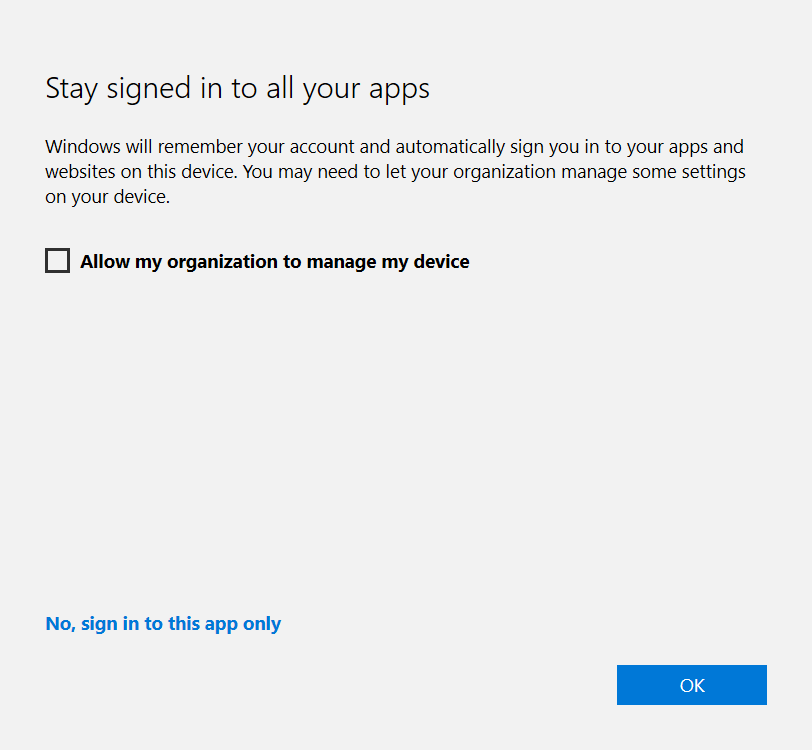 Stay signed in to all your apps
Windows will remember your account and automatically sign you in to your apps and
websites on this device. You may need to let your organization manage some settings
on your device.
Allow my organization to manage my device
No, sign in to this app only
OK